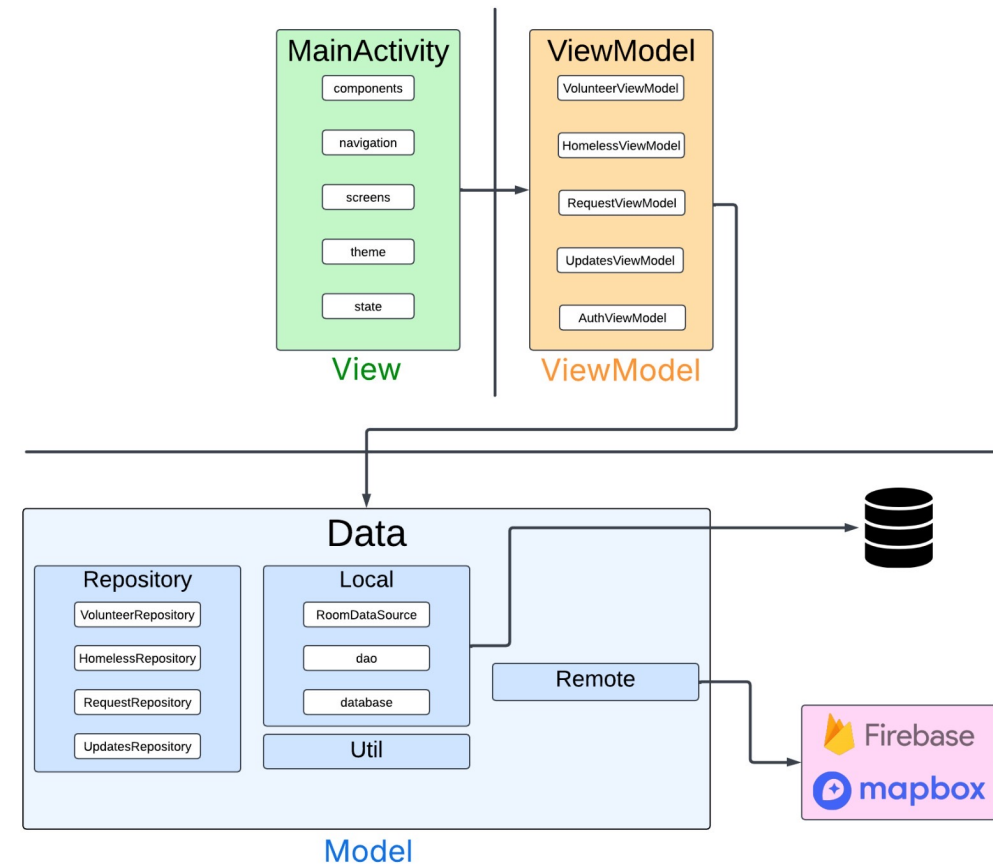 MainActivity
components
navigation
screens
theme
state
View
ViewModel
VolunteerViewModel
HomelessViewModel
RequestViewModel
UpdatesViewModel
AuthViewModel
ViewModel
Data
Repository
VolunteerRepository
HomelessRepository
RequestRepository
UpdatesRepository
Local
RoomDataSource
dao
database
Util
Remote
Firebase
mapbox
Model